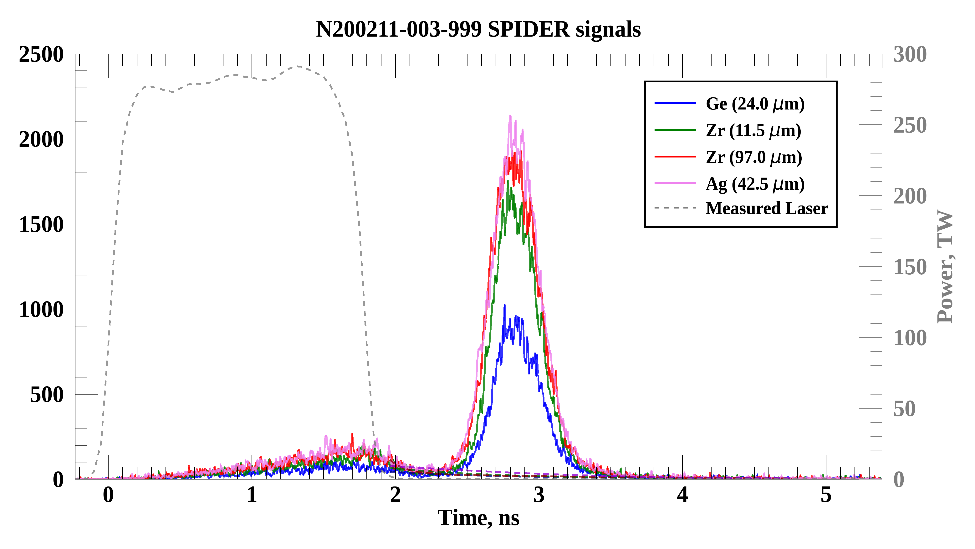 N200211-003-999 SPIDER signals
2500
2000
1500
1000
500
0
300
250
200
150
100
50
0
Power, TW
Ge (24.0 μm)
Zr (11.5 μm)
Zr (97.0 μm)
Ag (42.5 μm)
Measured Laser
0 1 2 3 4 5
Time, ns